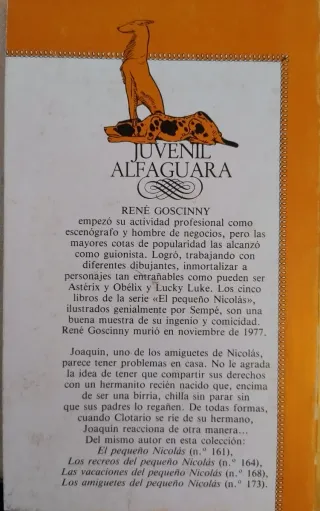 JUVENIL
ALFAGUARA
RENÉ GOSCINNY
empezó su actividad profesional como
escenógrafo y hombre de negocios, pero las
mayores cotas de popularidad las alcanzó
como guionista. Logró, trabajando con
diferentes dibujantes, inmortalizar a
personajes tan entrañables como pueden ser
Astérix y Obélix y Lucky Luke. Los cinco
libros de la serie «El pequeño Nicolás»,
ilustrados genialmente por Sempé, son una
buena muestra de su ingenio y comicidad.
René Goscinny murió en noviembre de 1977.
Joaquín, uno de los amiguetes de Nicolás,
parece tener problemas en casa. No le agrada
la idea de tener que compartir sus derechos
con un hermanito recién nacido que, encima
de ser una birria, chilla sin parar sin
que sus padres lo regañen. De todas formas,
cuando Clotario se ríe de su hermano,
Joaquín reacciona de otra manera...
Del mismo autor en esta colección:
El pequeño Nicolás (n.º 161),
Los recreos del pequeño Nicolás (n.º 164),
Las vacaciones del pequeño Nicolás (n.º 168),
Los amiguetes del pequeño Nicolás (n.º 173).